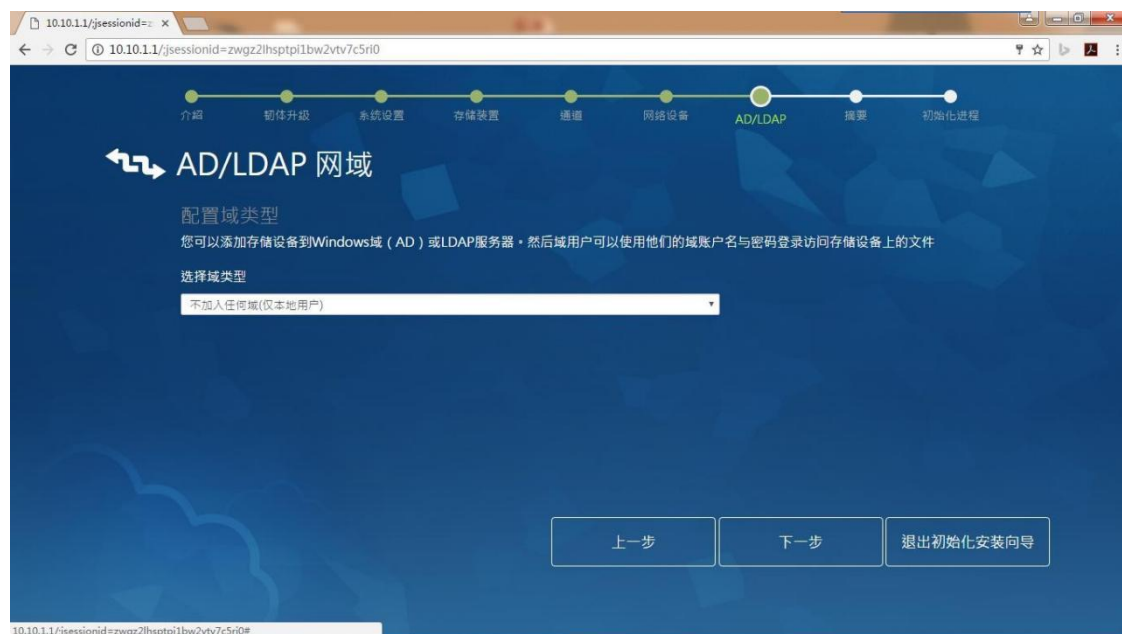 10.10.1.1/;jsessionid=z
10.10.1.1/;jsessionid=zwgz2lhsptpi1bw2vtv7c5ri0
介紹 韧体升級 系统设置 存储装置 通道 网络设备 AD/LDAP 摘要 初始化进程
AD/LDAP 网域
配置域类型
您可以添加存储设备到Windows域 ( AD ) 或LDAP服务器。然后域用户可以使用他们的域账户名与密码登录访问存储设备上的文件
选择域类型
不加入任何域(仅本地用户)
上一步 下一步 退出初始化安装向导
10.10.1.1/;jsessionid=zwgz2lhsptpi1bw2vtv7c5ri0#